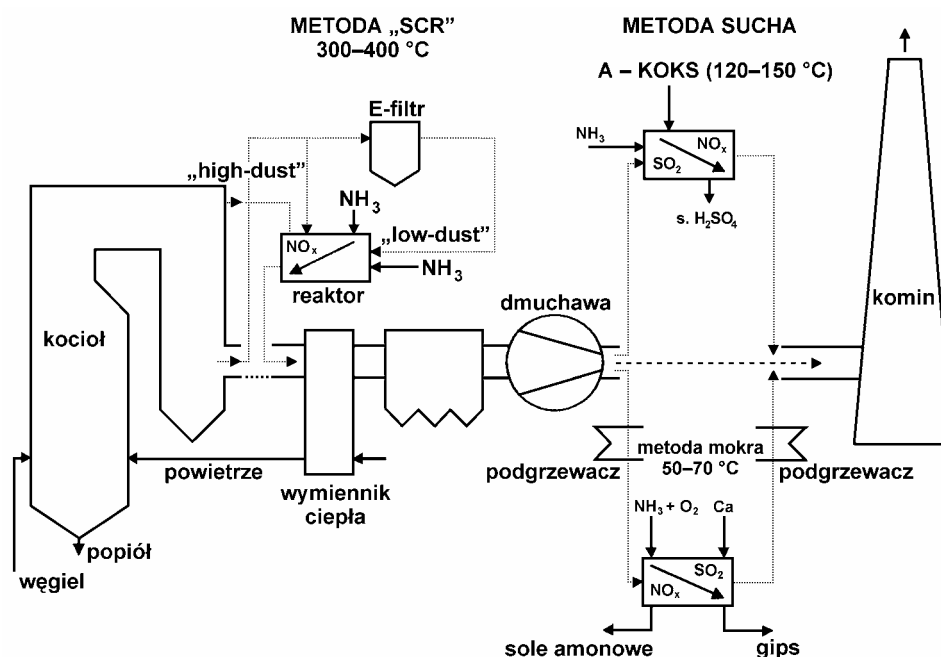 METODA „SCR”
300–400 °C
METODA SUCHA
A – KOKS (120–150 °C)
E-filtr
NH₃
NOₓ
SO₂
„high-dust”
NH₃
s. H₂SO₄
NOₓ
„low-dust”
NH₃
reaktor
dmuchawa
komin
kocioł
powietrze
wymiennik
ciepła
podgrzewacz
metoda mokra
50–70 °C
podgrzewacz
NH₃ + O₂
Ca
popiół
węgiel
SO₂
NOₓ
sole amonowe
gips